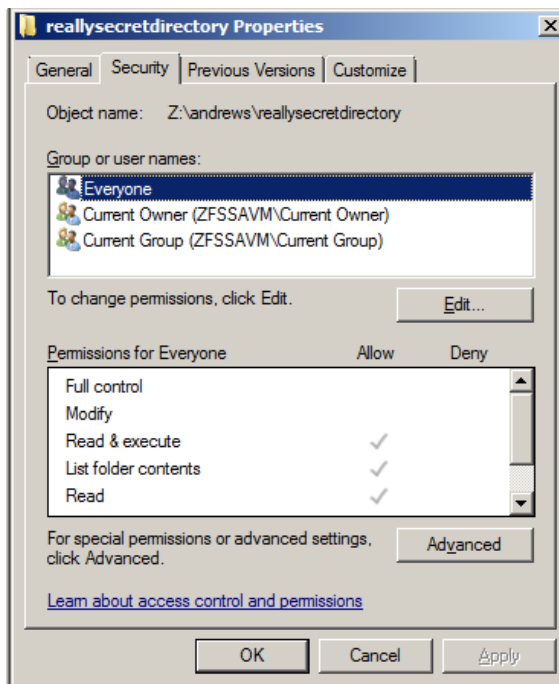 reallysecretdirectory Properties
General Security Previous Versions Customize
Object name: Z:\andrews\reallysecretdirectory
Group or user names:
Everyone
Current Owner (ZFSSAVM\Current Owner)
Current Group (ZFSSAVM\Current Group)
To change permissions, click Edit.
Edit...
Permissions for Everyone Allow Deny
Full control
Modify
Read & execute
List folder contents
Read
For special permissions or advanced settings,
click Advanced.
Advanced
Learn about access control and permissions
OK Cancel Apply